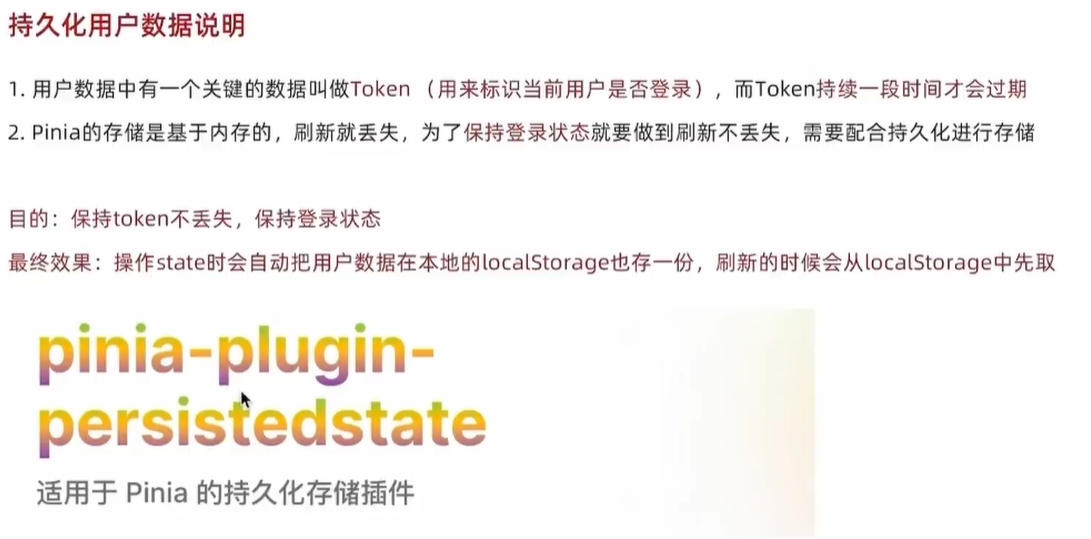 持久化用户数据说明
1. 用户数据中有一个关键的数据叫做Token （用来标识当前用户是否登录），而Token持续一段时间才会过期
2. Pinia的存储是基于内存的，刷新就丢失，为了保持登录状态就要做到刷新不丢失，需要配合持久化进行存储
目的：保持token不丢失，保持登录状态
最终效果：操作state时会自动把用户数据在本地的localStorage也存一份，刷新的时候会从localStorage中先取
pinia-plugin-
persistedstate
适用于 Pinia 的持久化存储插件